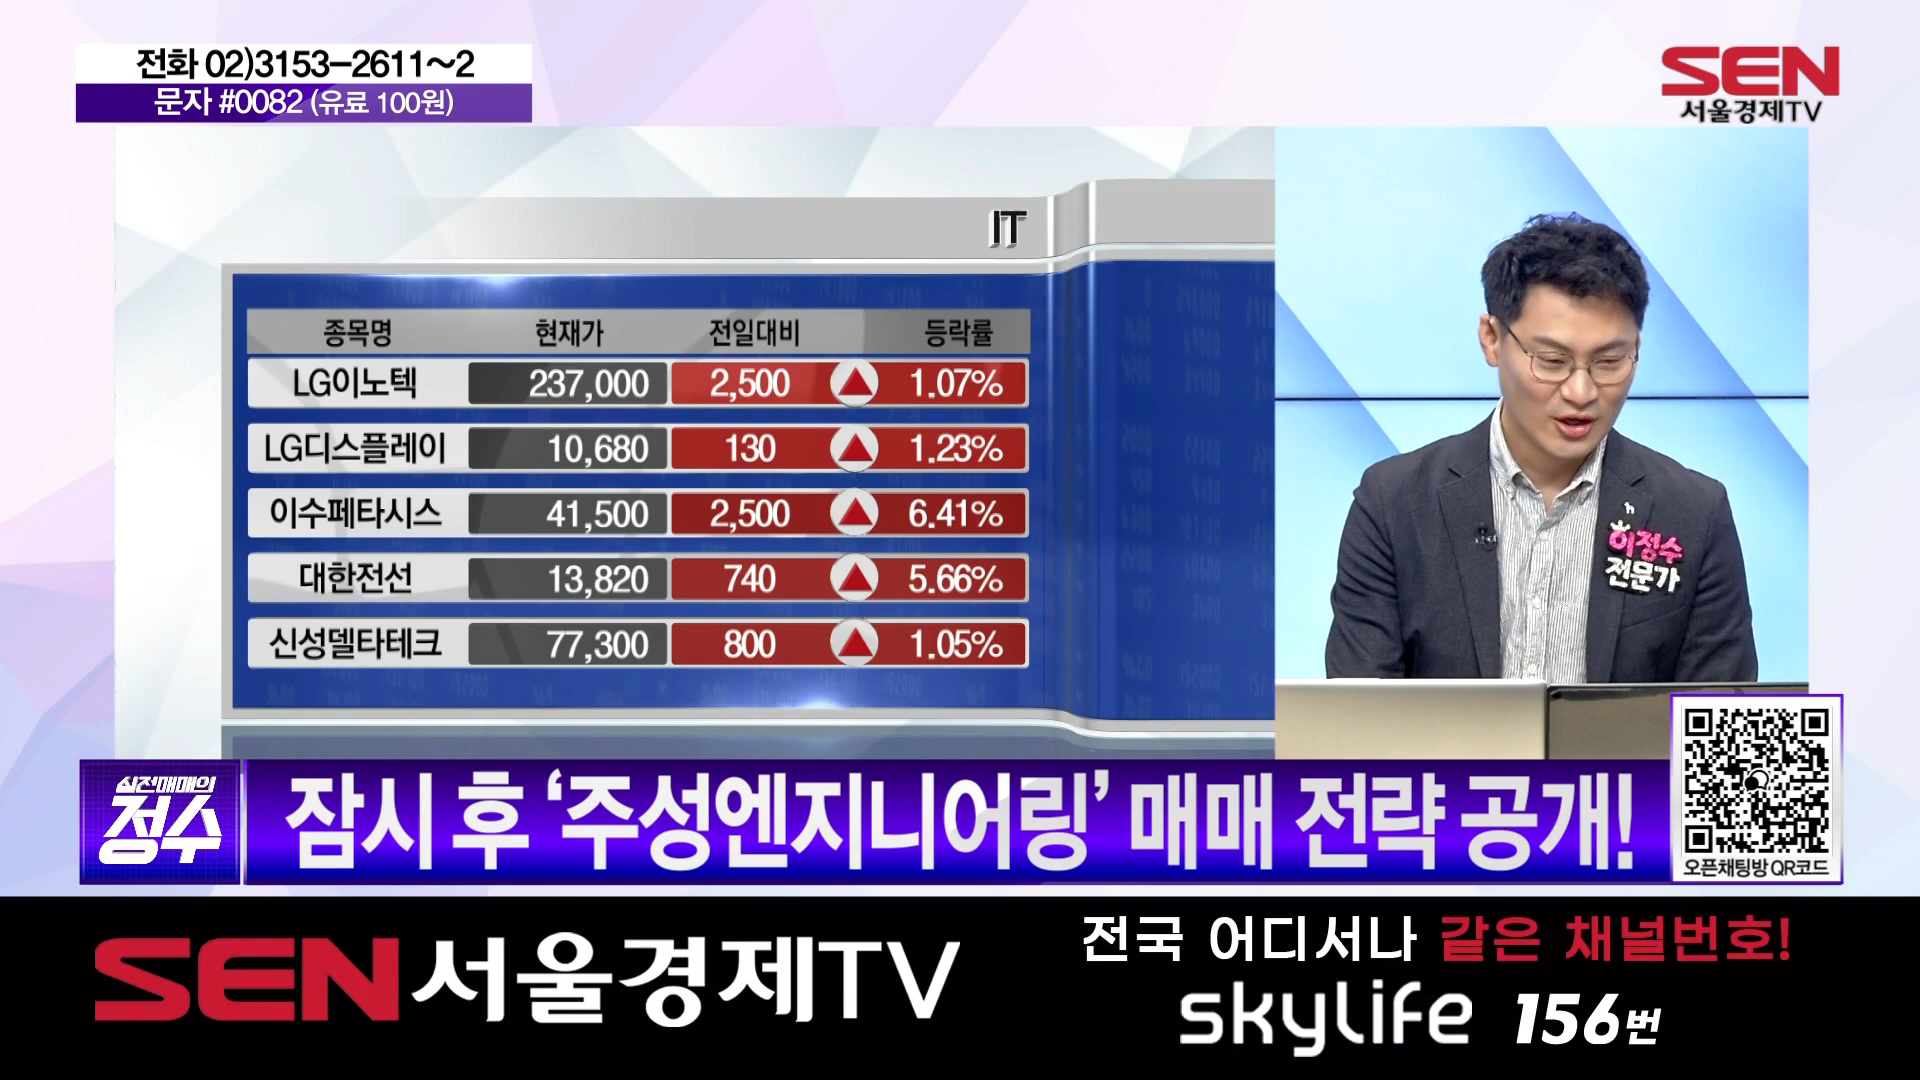 전화 02)3153-2611~2
문자 #0082 (유료 100원)
SEN
서울경제TV
IT
종목명 현재가 전일대비 등락률
LG이노텍 237,000 2,500 ▲ 1.07%
LG디스플레이 10,680 130 ▲ 1.23%
이수페타시스 41,500 2,500 ▲ 6.41%
대한전선 13,820 740 ▲ 5.66%
신성델타테크 77,300 800 ▲ 1.05%
전문가
실전매매의
정수
잠시 후 ‘주성엔지니어링’ 매매 전략 공개!
오픈채팅방 QR코드
SEN 서울경제TV
전국 어디서나 같은 채널번호!
skylife 156번